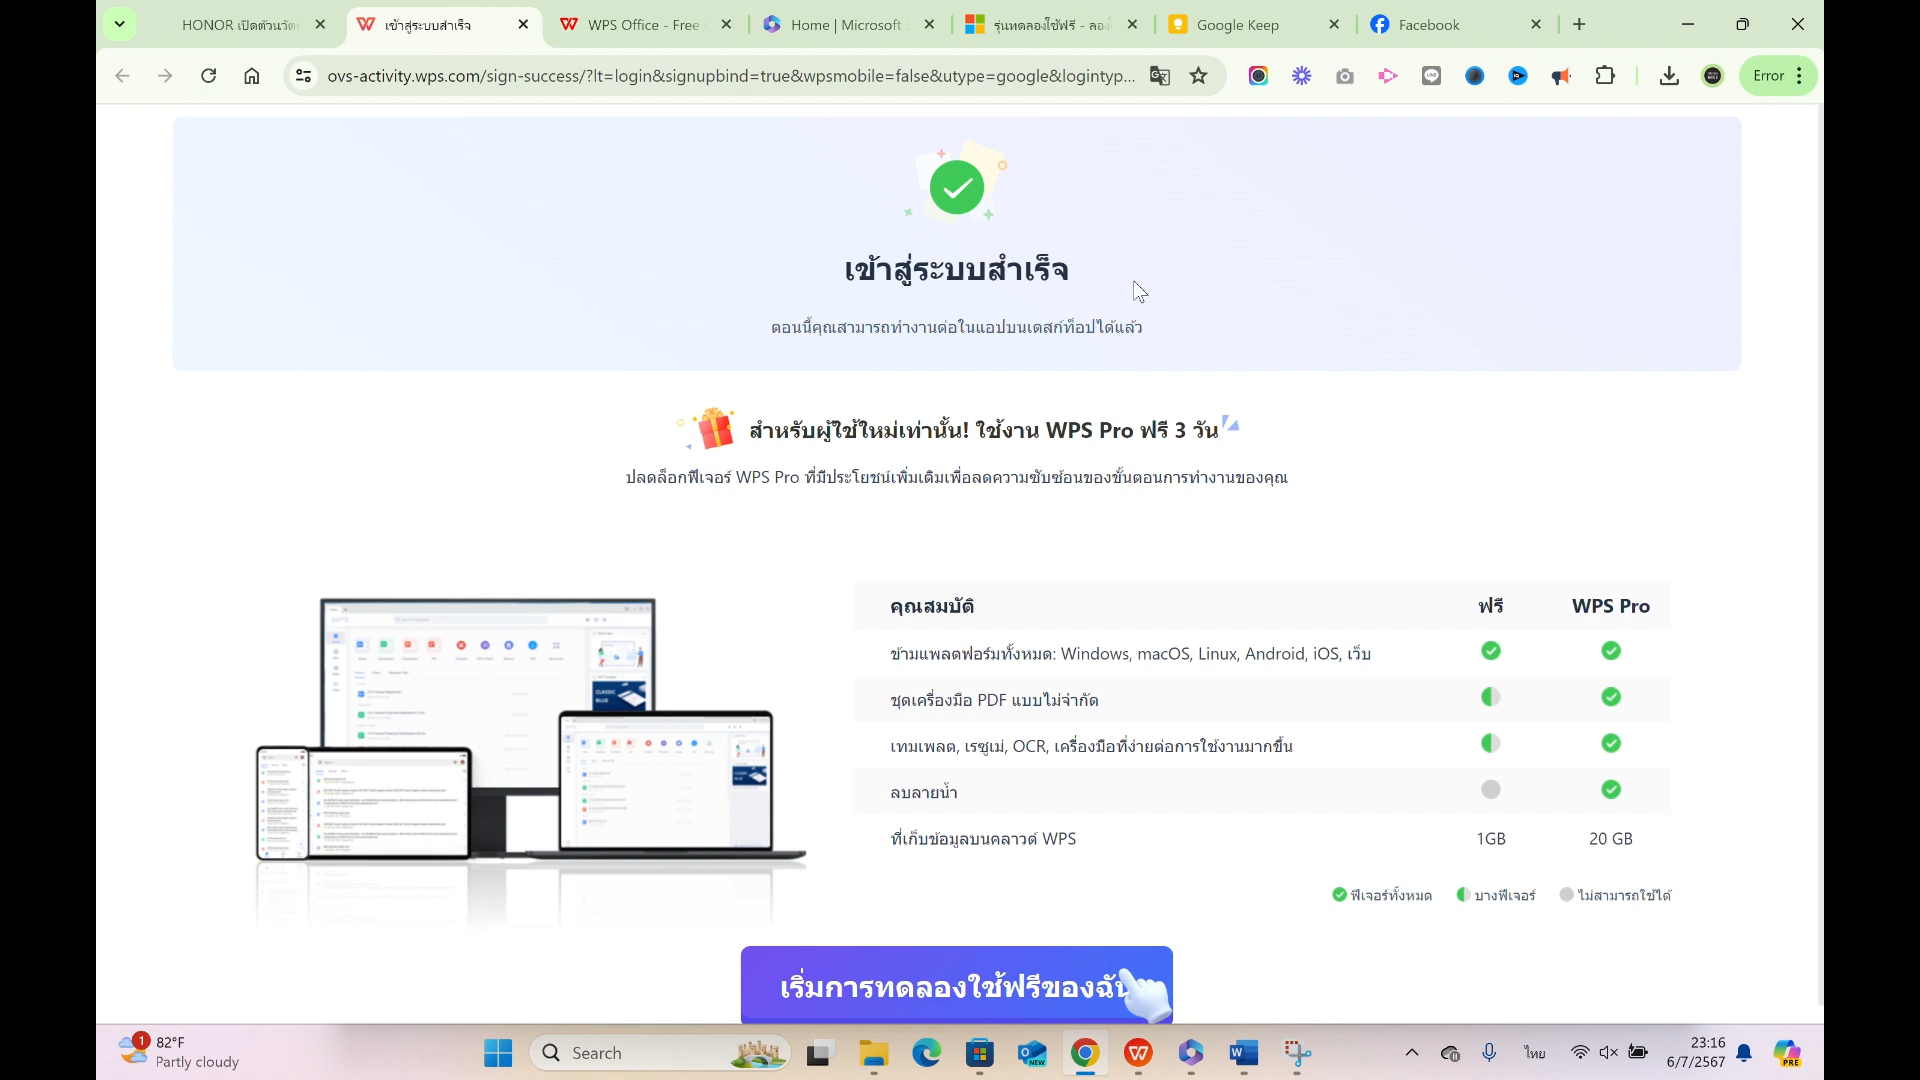 HONOR เปิดตัวนวัต
เข้าสู่ระบบสำเร็จ
WPS Office - Free
Home | Microsoft
รุ่นทดลองใช้ฟรี - ลอง
Google Keep
Facebook
ovs-activity.wps.com/sign-success/?lt=login&signupbind=true&wpsmobile=false&utype=google&logintyp...
Error
เข้าสู่ระบบสำเร็จ
ตอนนี้คุณสามารถทำงานต่อในแอปบนเดสก์ท็อปได้แล้ว
สำหรับผู้ใช้ใหม่เท่านั้น! ใช้งาน WPS Pro ฟรี 3 วัน
ปลดล็อกฟีเจอร์ WPS Pro ที่มีประโยชน์เพิ่มเติมเพื่อลดความซับซ้อนของขั้นตอนการทำงานของคุณ
CLASSIC
BLUE
คุณสมบัติ ฟรี WPS Pro
ข้ามแพลตฟอร์มทั้งหมด: Windows, macOS, Linux, Android, iOS, เว็บ
ชุดเครื่องมือ PDF แบบไม่จำกัด
เทมเพลต, เรซูเม่, OCR, เครื่องมือที่ง่ายต่อการใช้งานมากขึ้น
ลบลายน้ำ
ที่เก็บข้อมูลบนคลาวด์ WPS 1GB 20 GB
ฟีเจอร์ทั้งหมด บางฟีเจอร์ ไม่สามารถใช้ได้
เริ่มการทดลองใช้ฟรีของฉัน
1
82°F
Partly cloudy
Search
NEW
ไทย
23:16
6/7/2567
PRE